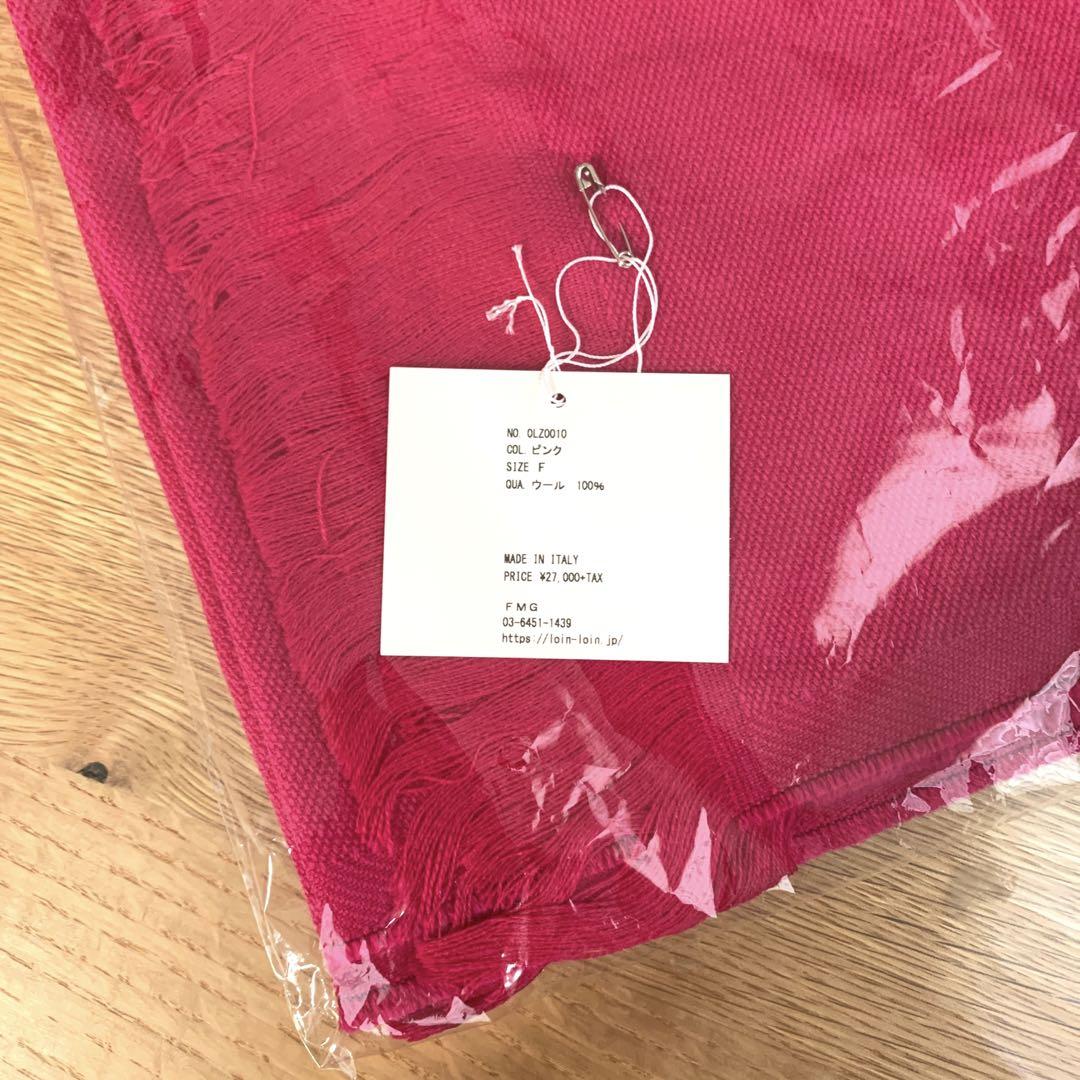 NO. OLZ0010
COL. ピンク
SIZE F
QUA. ウール 100%
MADE IN ITALY
PRICE ¥27,000+TAX
FMG
03-6451-1439
https://loin-loin.jp/